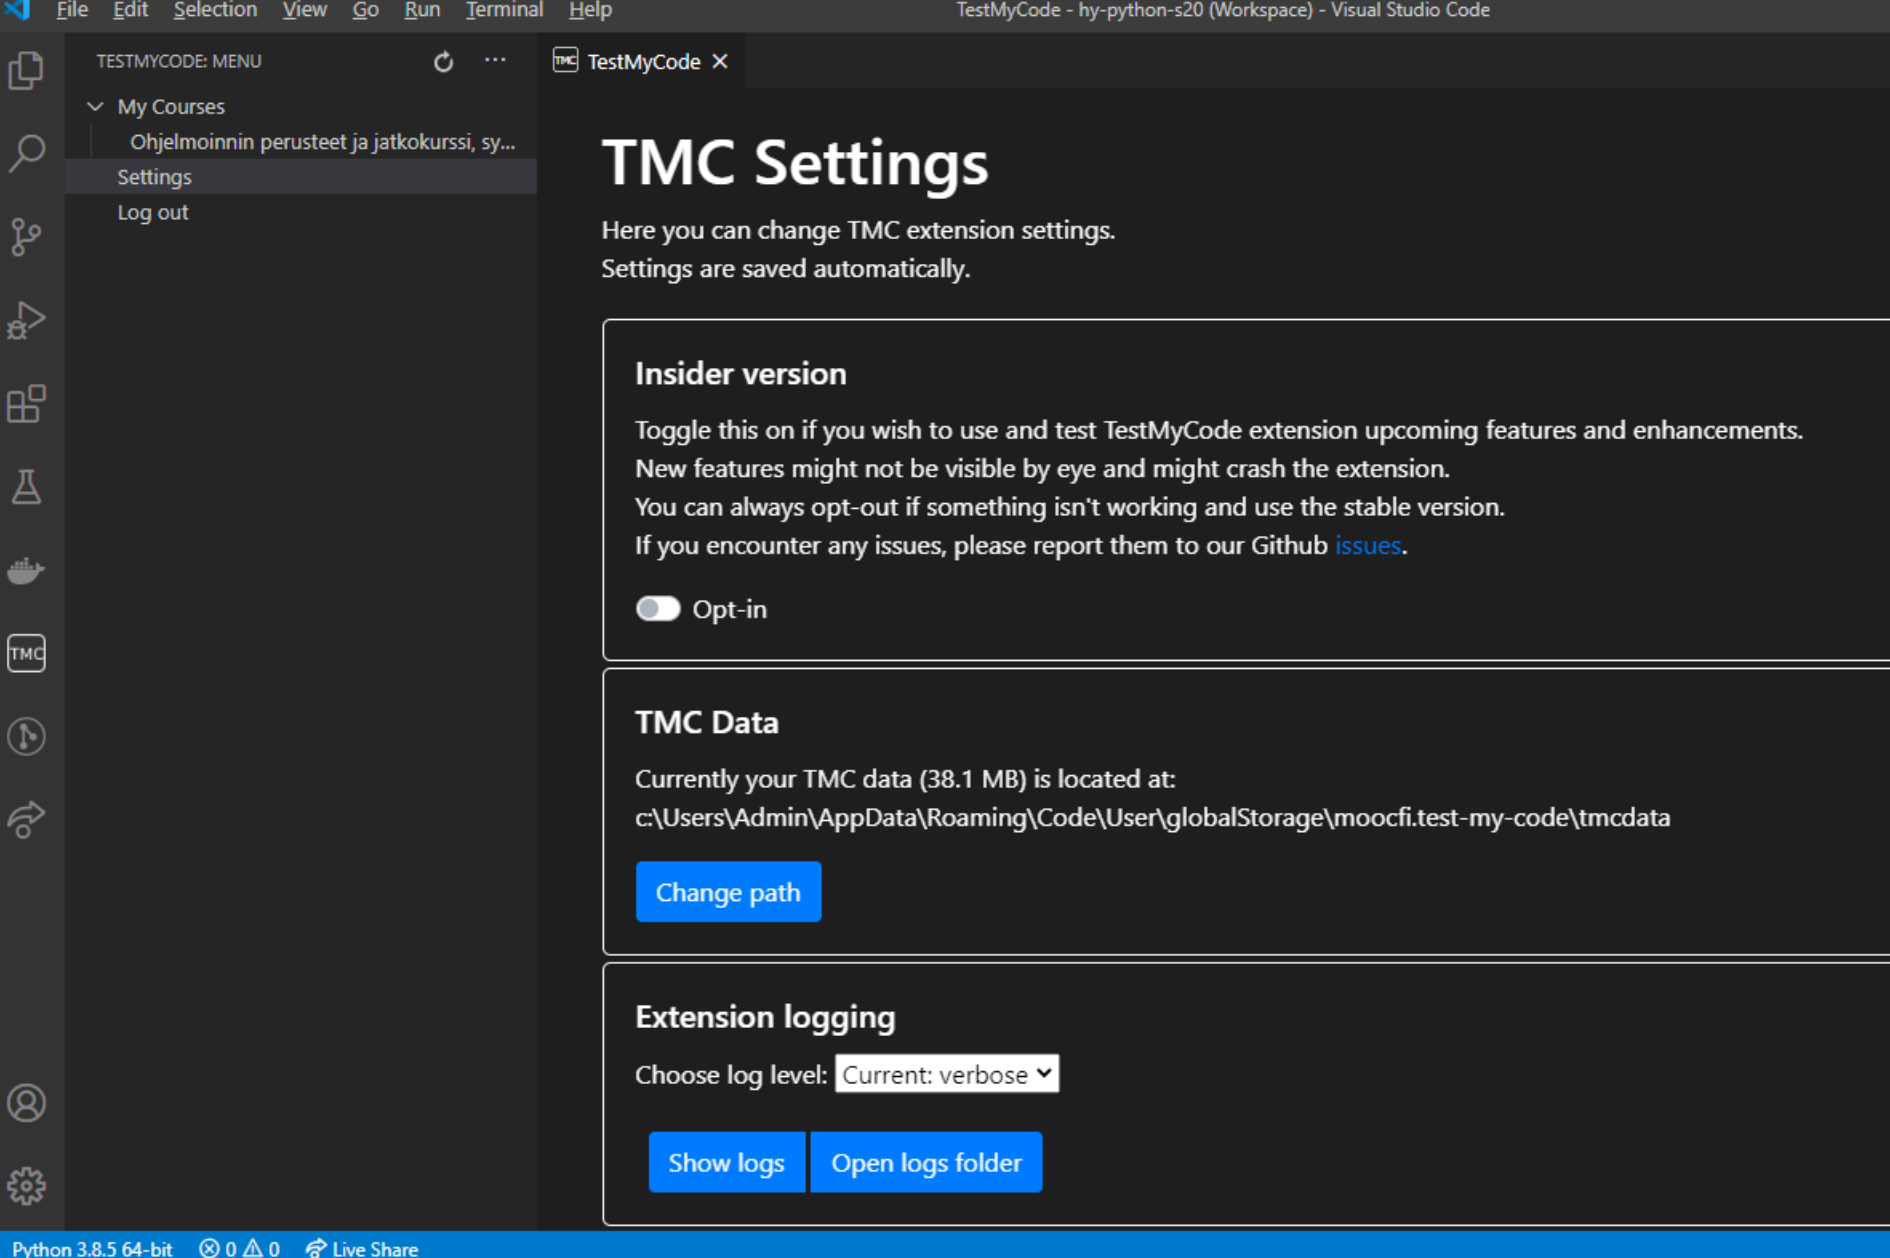 File Edit Selection View Go Run Terminal Help TestMyCode - hy-python-s20 (Workspace) - Visual Studio Code
TESTMYCODE: MENU
TMC TestMyCode
My Courses
Ohjelmoinnin perusteet ja jatkokurssi, sy...
Settings
Log out
TMC
TMC Settings
Here you can change TMC extension settings.
Settings are saved automatically.
Insider version
Toggle this on if you wish to use and test TestMyCode extension upcoming features and enhancements.
New features might not be visible by eye and might crash the extension.
You can always opt-out if something isn't working and use the stable version.
If you encounter any issues, please report them to our Github issues.
Opt-in
TMC Data
Currently your TMC data (38.1 MB) is located at:
c:\Users\Admin\AppData\Roaming\Code\User\globalStorage\moocfi.test-my-code\tmcdata
Change path
Extension logging
Choose log level: Current: verbose
Show logs Open logs folder
Python 3.8.5 64-bit 0 0 Live Share